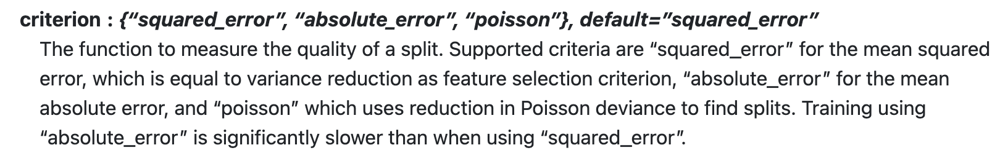 criterion : {“squared_error”, “absolute_error”, “poisson”}, default=”squared_error”
The function to measure the quality of a split. Supported criteria are “squared_error” for the mean squared
error, which is equal to variance reduction as feature selection criterion, “absolute_error” for the mean
absolute error, and “poisson” which uses reduction in Poisson deviance to find splits. Training using
“absolute_error” is significantly slower than when using “squared_error”.